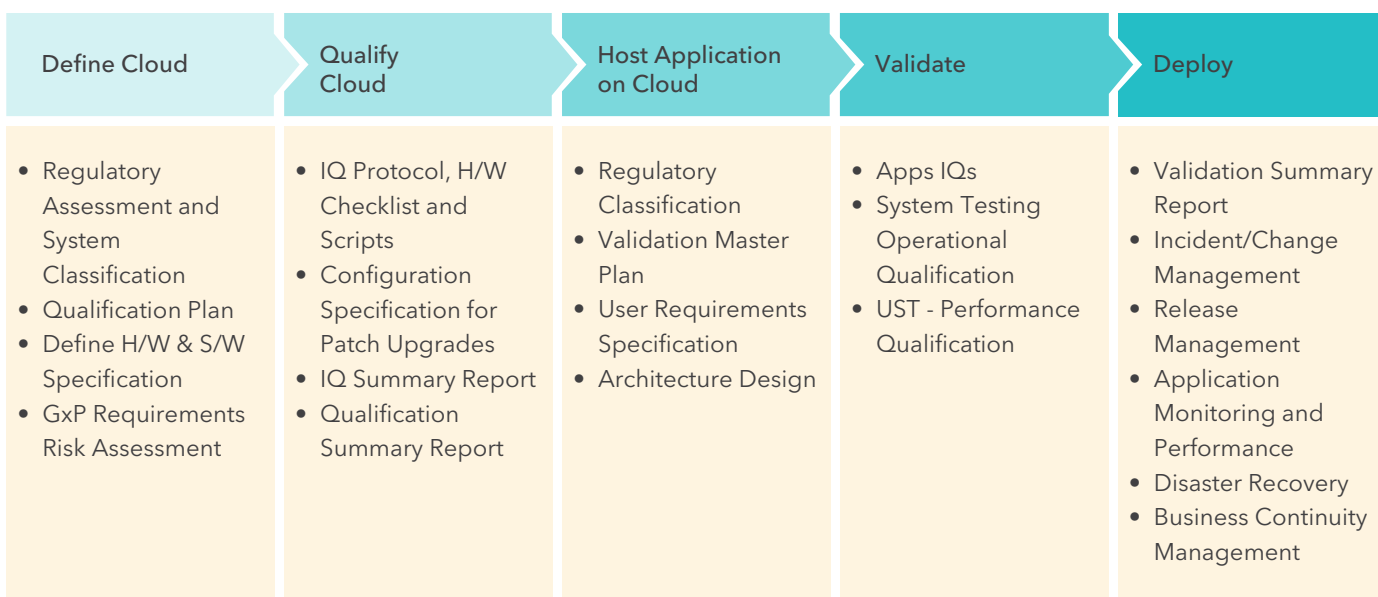 Define Cloud
Qualify
Cloud
Host Application
on Cloud
Validate
Deploy
• Regulatory
Assessment and
System
Classification
• Qualification Plan
• Define H/W & S/W
Specification
• GxP Requirements
Risk Assessment
• IQ Protocol, H/W
Checklist and
Scripts
• Configuration
Specification for
Patch Upgrades
• IQ Summary Report
• Qualification
Summary Report
• Regulatory
Classification
• Validation Master
Plan
• User Requirements
Specification
• Architecture Design
• Apps IQs
• System Testing
Operational
Qualification
• UST - Performance
Qualification
• Validation Summary
Report
• Incident/Change
Management
• Release
Management
• Application
Monitoring and
Performance
• Disaster Recovery
• Business Continuity
Management